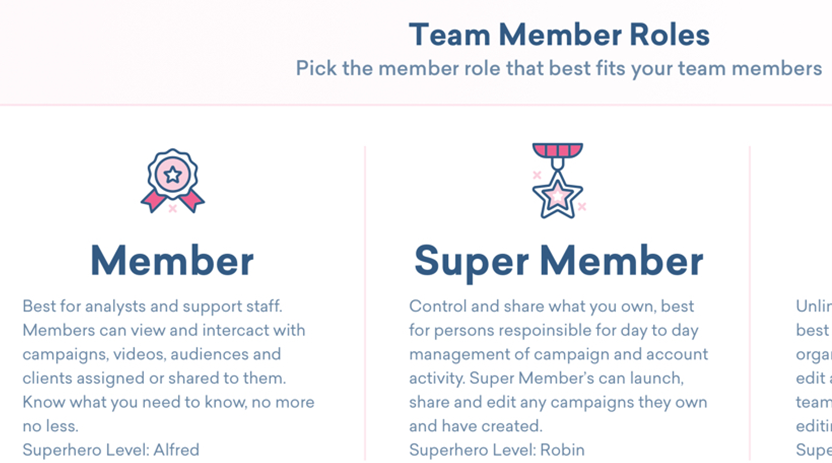 Team Member Roles
Pick the member role that best fits your team members
Member
Best for analysts and support staff.
Members can view and intercact with
campaigns, videos, audiences and
clients assigned or shared to them.
Know what you need to know, no more
no less.
Superhero Level: Alfred
Super Member
Control and share what you own, best
for persons respoinsible for day to day
management of campaign and account
activity. Super Member's can launch,
share and edit any campaigns they own
and have created.
Superhero Level: Robin
best
edit
team